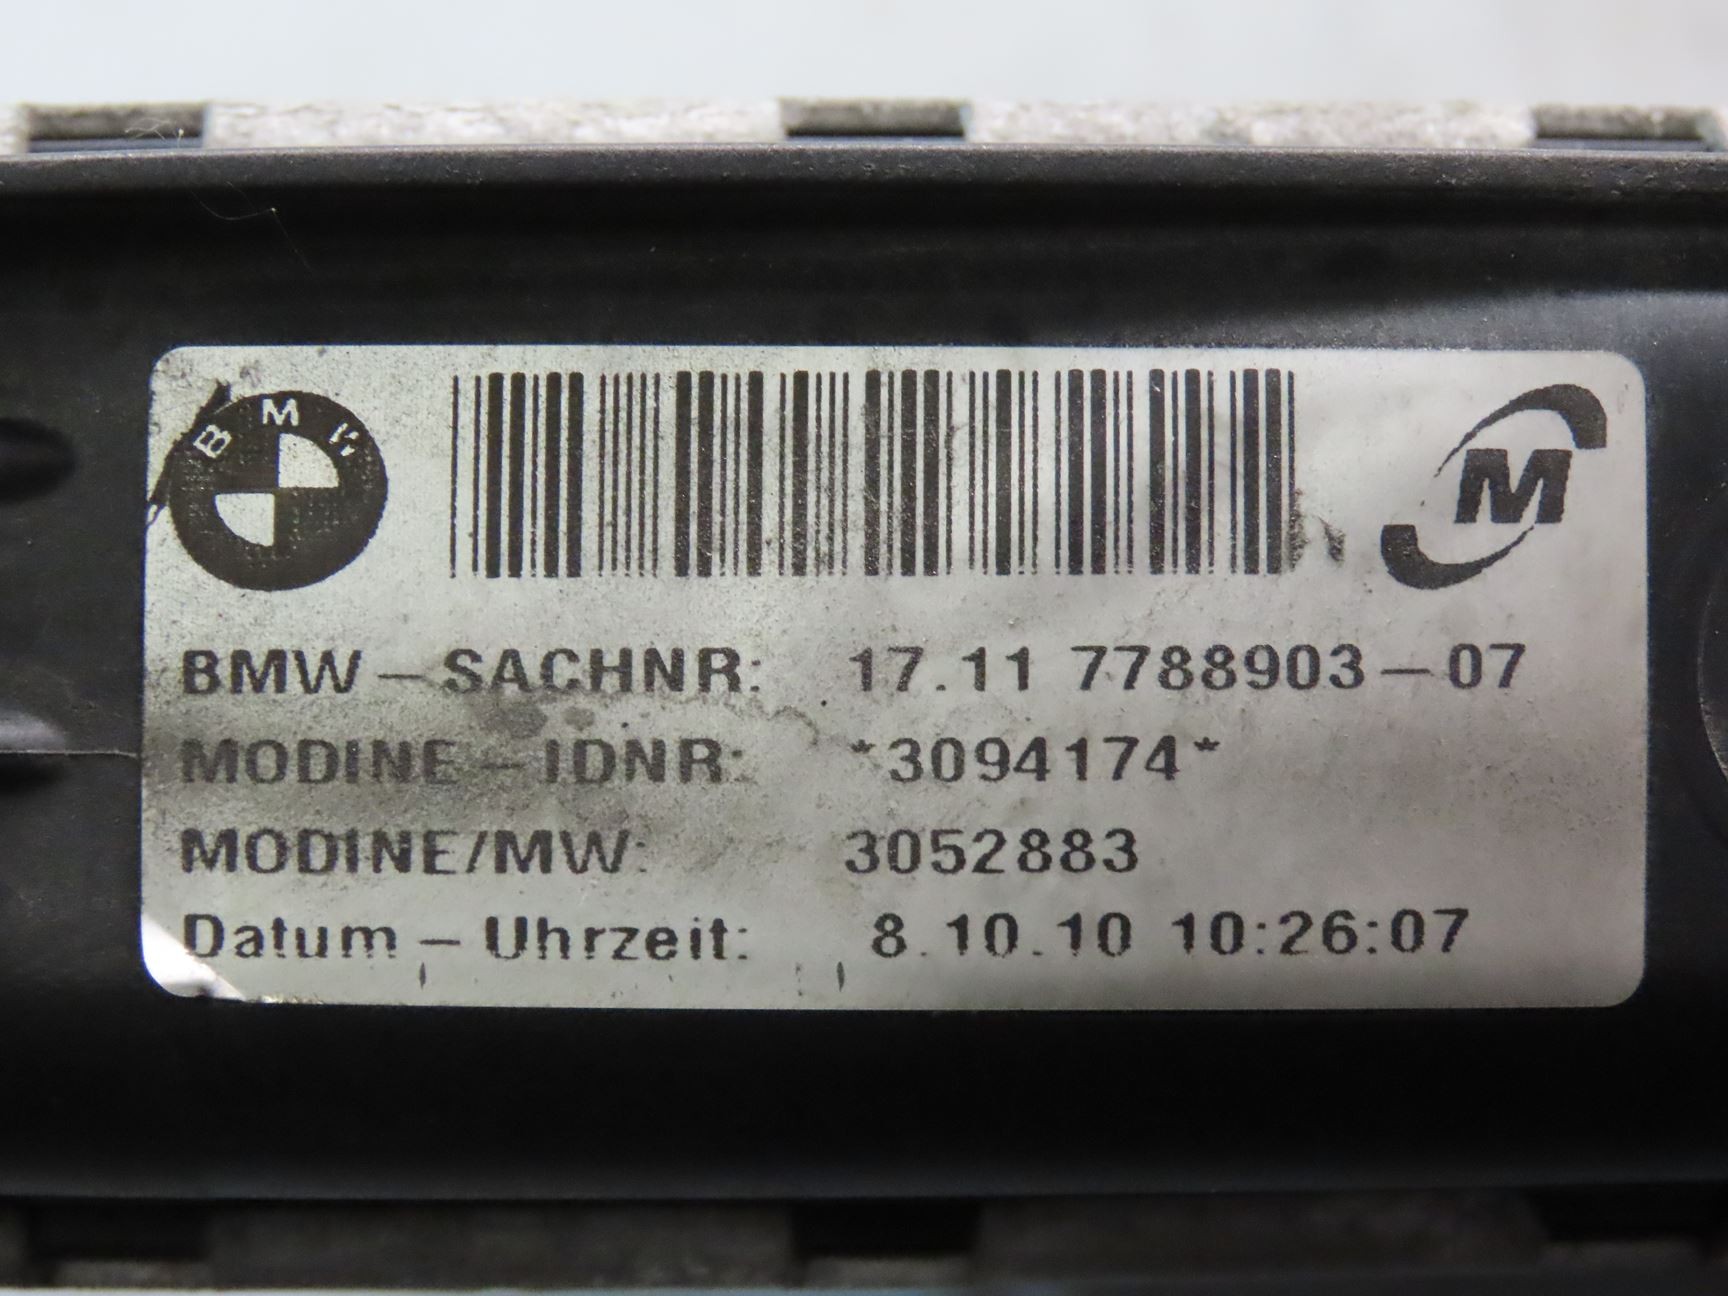 BMW
M
BMW-SACHNR: 17.11 7788903-07
MODINE-IDNR: *3094174*
MODINE/MW: 3052883
Datum-Uhrzeit: 8.10.10 10:26:07